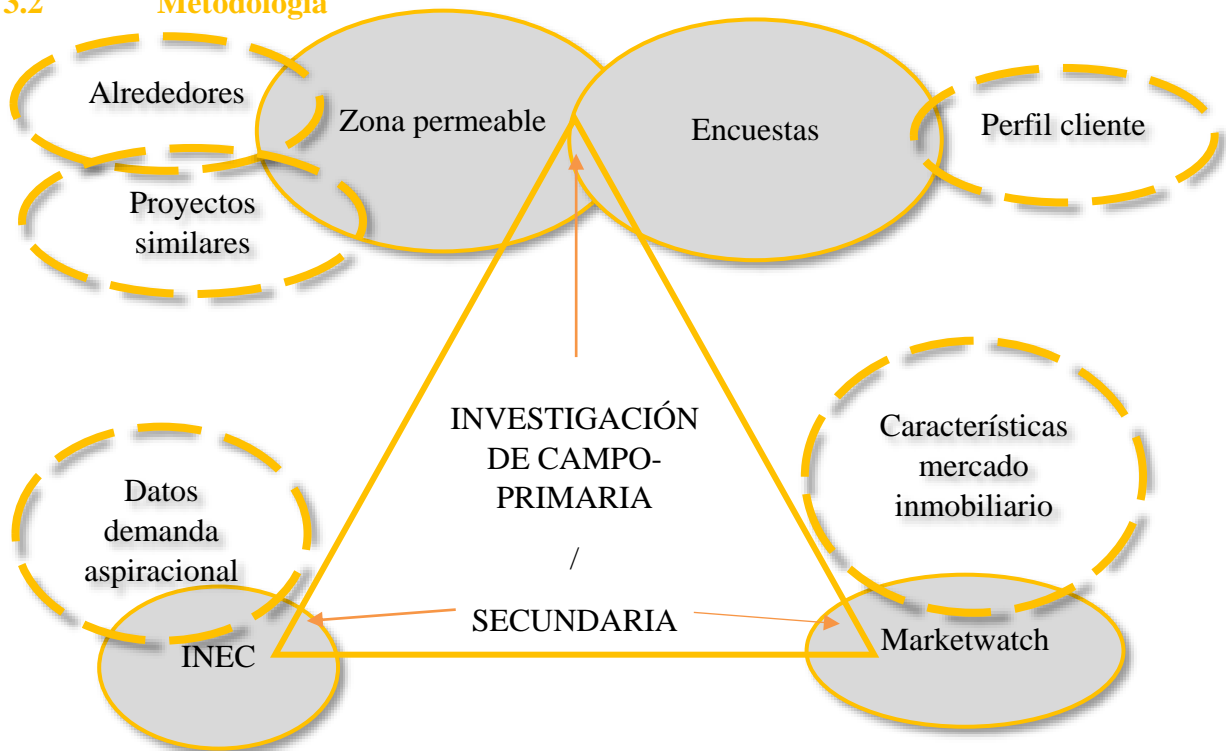 3.2 Metodología
Alrededores
Zona permeable
Encuestas
Perfil cliente
Proyectos
similares
INVESTIGACIÓN
DE CAMPO-
PRIMARIA
/
SECUNDARIA
Característícas
mercado
inmobiliario
Datos
demanda
aspiracional
INEC
Marketwatch